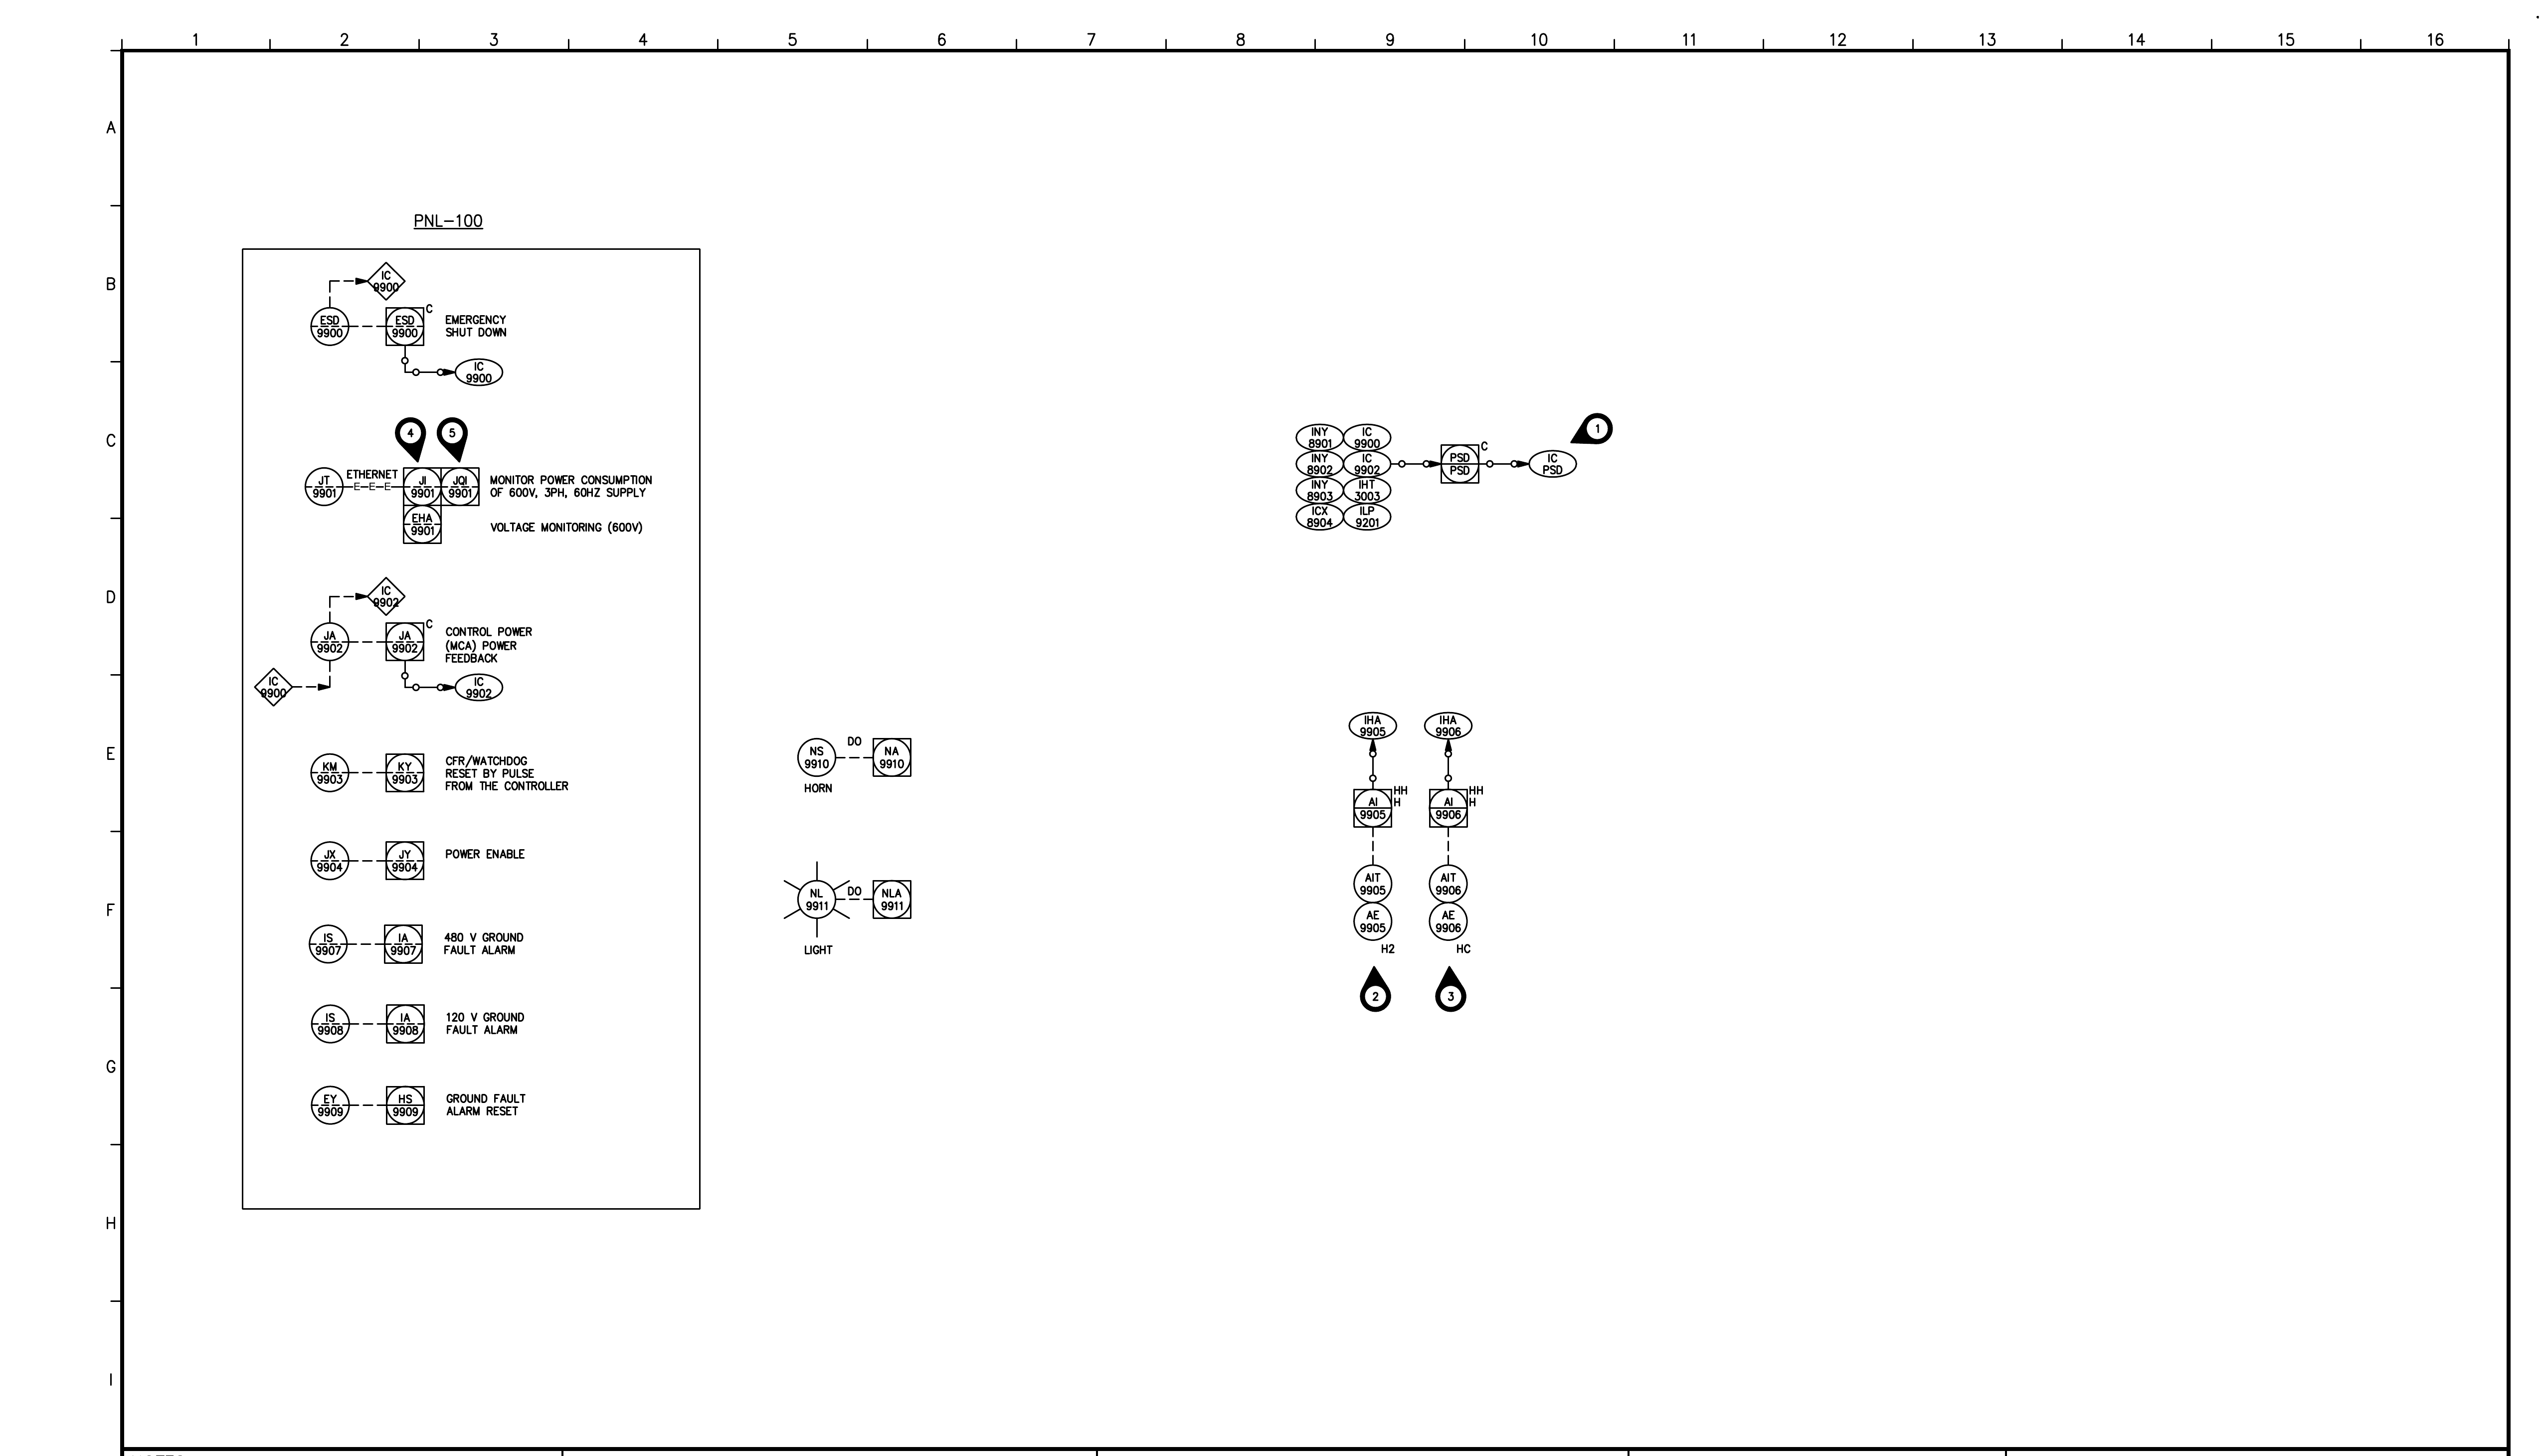 1 2 3 4 5 6 7 8 9 10 11 12 13 14 15 16
A
B
C
D
E
F
G
H
I
PNL-100
IC
9900
ESD
9900
ESD
9900
C
EMERGENCY
SHUT DOWN
IC
9900
4
5
JT
9901
ETHERNET
E E E
JI
9901
JQI
9901
MONITOR POWER CONSUMPTION
OF 600V, 3PH, 60HZ SUPPLY
EHA
9901
VOLTAGE MONITORING (600V)
IC
9902
JA
9902
JA
9902
C
CONTROL POWER
(MCA) POWER
FEEDBACK
IC
9900
IC
9902
KM
9903
KY
9903
CFR/WATCHDOG
RESET BY PULSE
FROM THE CONTROLLER
JX
9904
JY
9904
POWER ENABLE
IS
9907
IA
9907
480 V GROUND
FAULT ALARM
IS
9908
IA
9908
120 V GROUND
FAULT ALARM
EY
9909
HS
9909
GROUND FAULT
ALARM RESET
NS
9910
DO
NA
9910
HORN
NL
9911
DO
NLA
9911
LIGHT
INY
8901
IC
9900
INY
8902
IC
9902
INY
8903
IHT
3003
ICX
8904
ILP
9201
PSD
PSD
C
IC
PSD
1
IHA
9905
IHA
9906
AI
9905
HH
H
AI
9906
HH
H
AIT
9905
AIT
9906
AE
9905
AE
9906
H2
HC
2
3